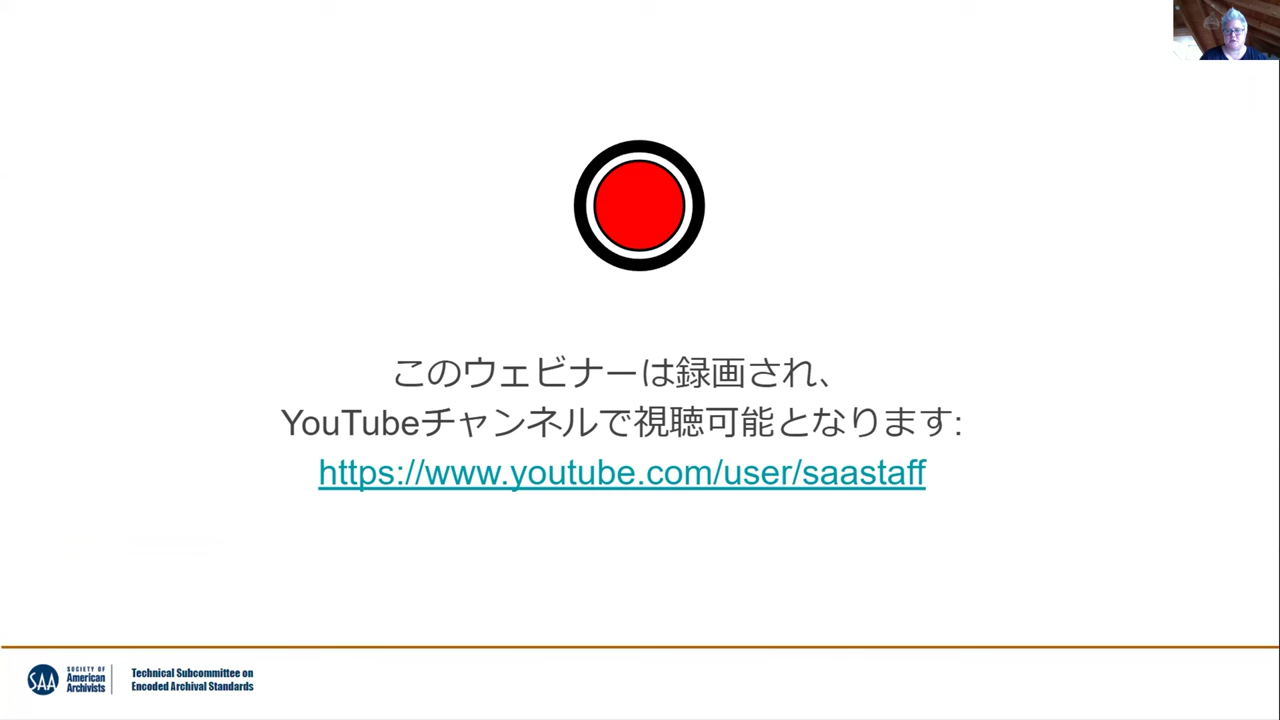 このウェビナーは録画され、
YouTubeチャンネルで視聴可能となります:
https://www.youtube.com/user/saastaff
SAA
SOCIETY OF
American
Archivists
Technical Subcommittee on
Encoded Archival Standards